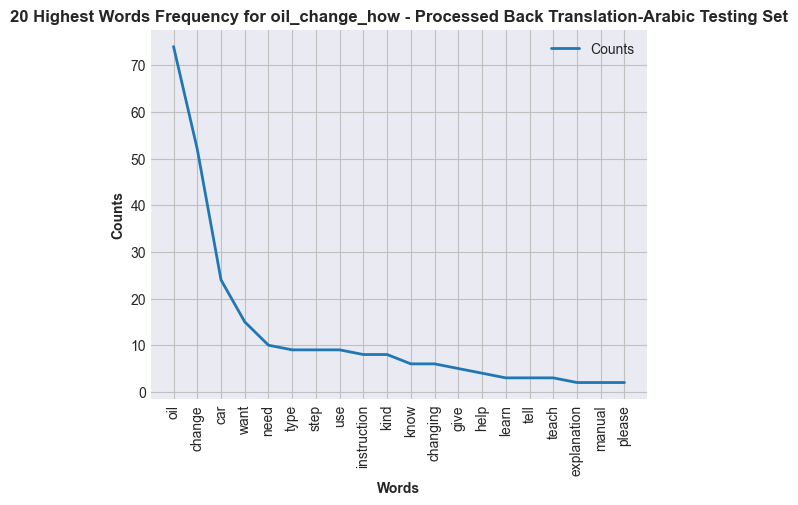 20 Highest Words Frequency for oil_change_how - Processed Back Translation-Arabic Testing Set
Counts
Counts
70
60
50
40
30
20
10
0
oil
change
car
want
need
type
step
use
instruction
kind
know
changing
give
help
learn
tell
teach
explanation
manual
please
Words